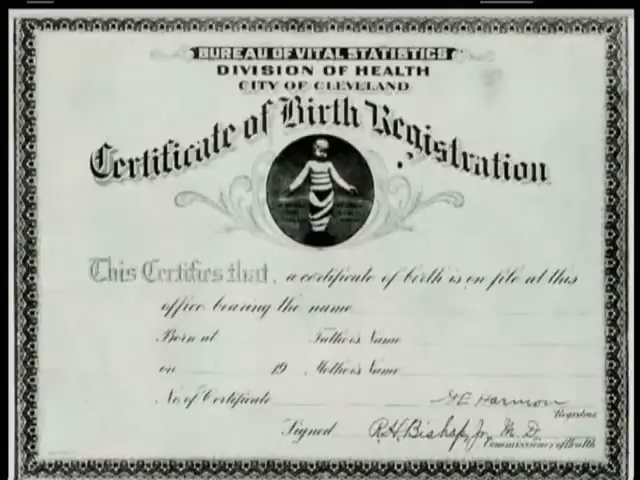 BUREAU OF VITAL STATISTICS
DIVISION OF HEALTH
CITY OF CLEVELAND
Certificate of Birth Registration
This Certifies that, a certificate of birth is on file at this
office bearing the name
Born at Father's Name
on 19 Mother's Name
No. of Certificate
Harmon
Registrar
Signed R.H. Bishop, Jr. M.D.
Commissioner of Health